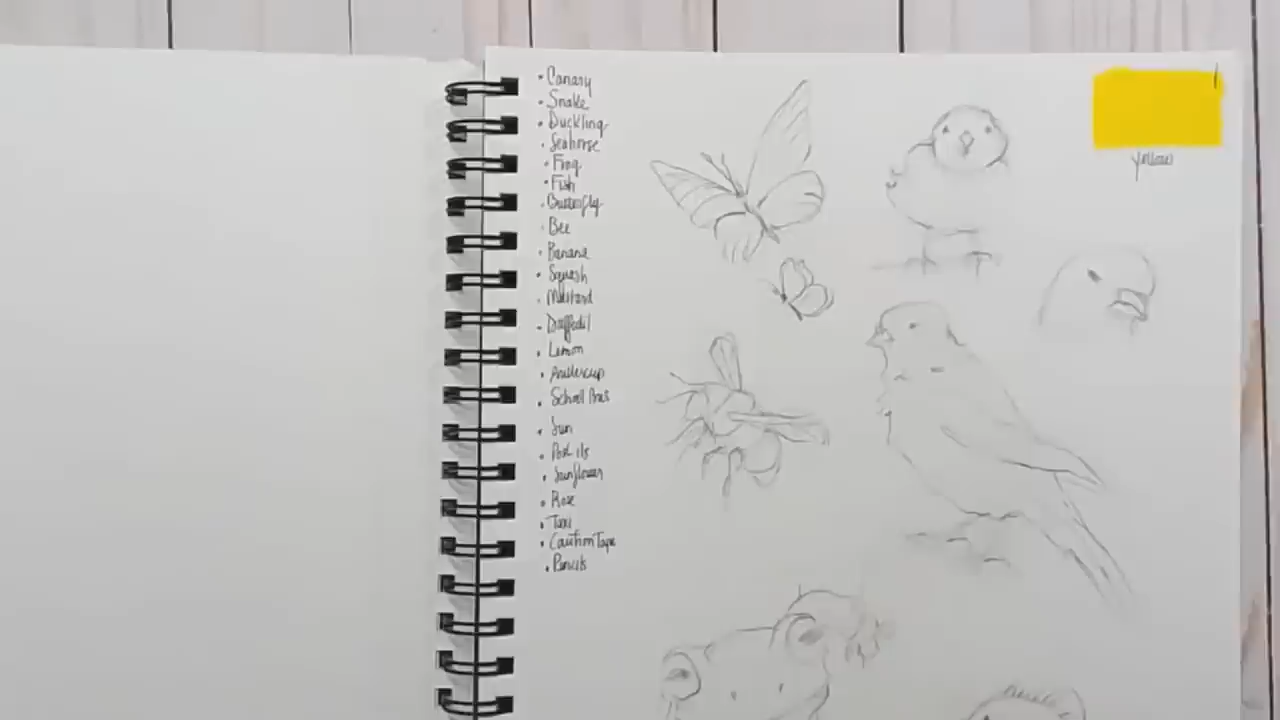 • Canary
• Snake
• Duckling
• Seahorse
• Frog
• Fish
• Butterfly
• Bee
• Banana
• Squash
• Mustard
• Daffodil
• Lemon
• Buttercup
• School Bus
• Sun
• Post its
• Sunflower
• Rose
• Taxi
• Caution Tape
• Pencils
yellow